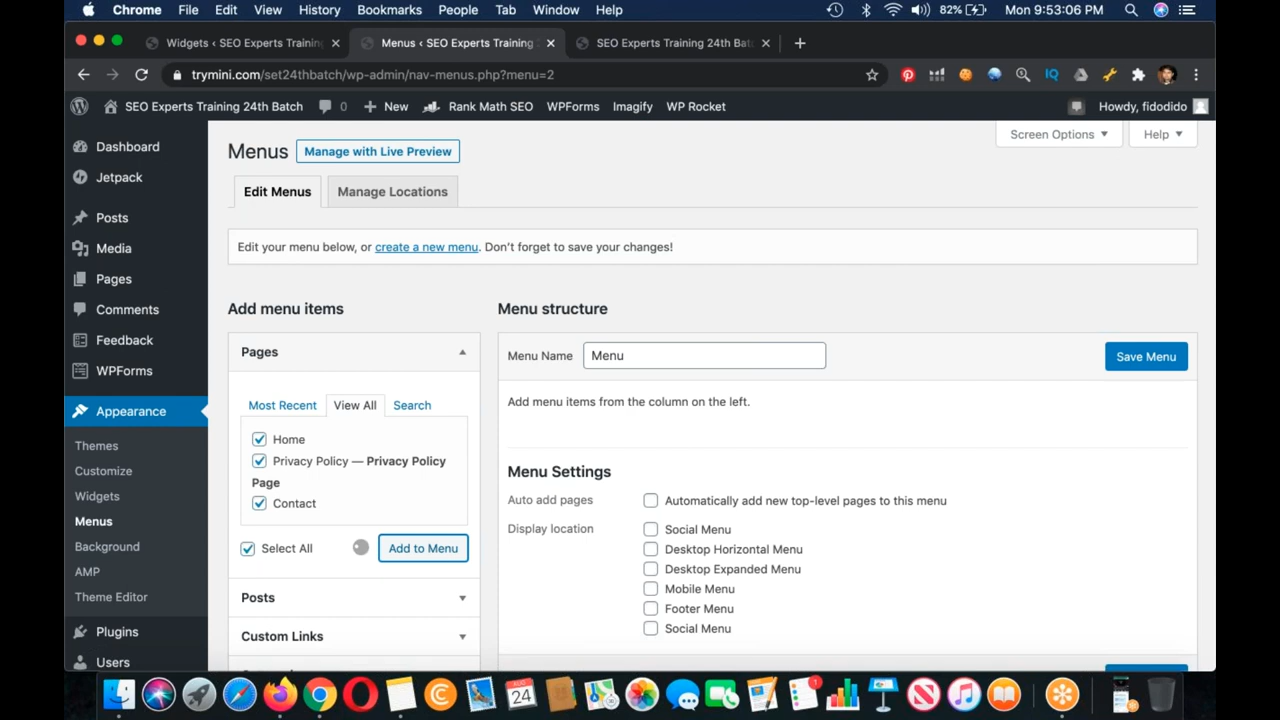 Chrome File Edit View History Bookmarks People Tab Window Help 82% Mon 9:53:06 PM
Widgets ‹ SEO Experts Training Menus ‹ SEO Experts Training SEO Experts Training 24th Bat
trymini.com/set24thbatch/wp-admin/nav-menus.php?menu=2
SEO Experts Training 24th Batch 0 New Rank Math SEO WPForms Imagify WP Rocket Howdy, fidodido
Dashboard
Jetpack
Posts
Media
Pages
Comments
Feedback
WPForms
Appearance
Themes
Customize
Widgets
Menus
Background
AMP
Theme Editor
Plugins
Users
Screen Options Help
Menus Manage with Live Preview
Edit Menus Manage Locations
Edit your menu below, or create a new menu. Don't forget to save your changes!
Add menu items
Pages
Most Recent View All Search
Home
Privacy Policy — Privacy Policy
Page
Contact
Select All Add to Menu
Posts
Custom Links
Menu structure
Menu Name Menu Save Menu
Add menu items from the column on the left.
Menu Settings
Auto add pages Automatically add new top-level pages to this menu
Display location Social Menu
Desktop Horizontal Menu
Desktop Expanded Menu
Mobile Menu
Footer Menu
Social Menu
AUG
24
1